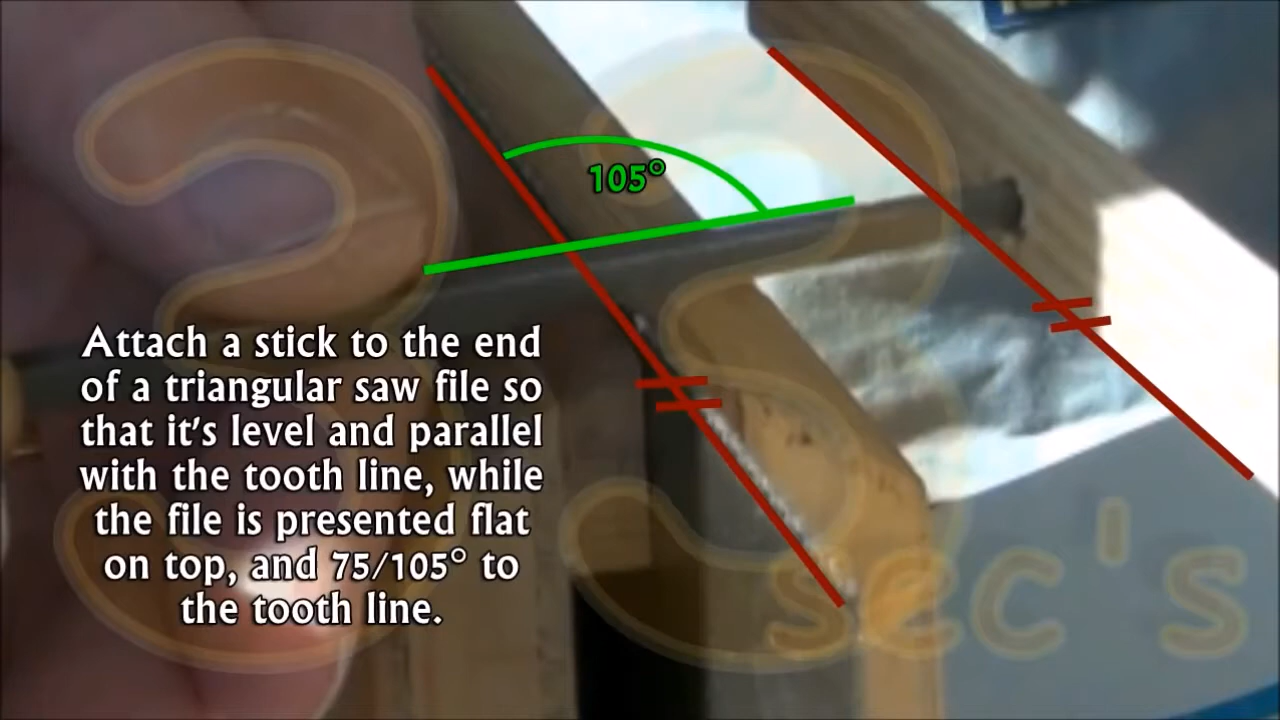 105°
Attach a stick to the end
of a triangular saw file so
that it's level and parallel
with the tooth line, while
the file is presented flat
on top, and 75/105° to
the tooth line.
33
sec's